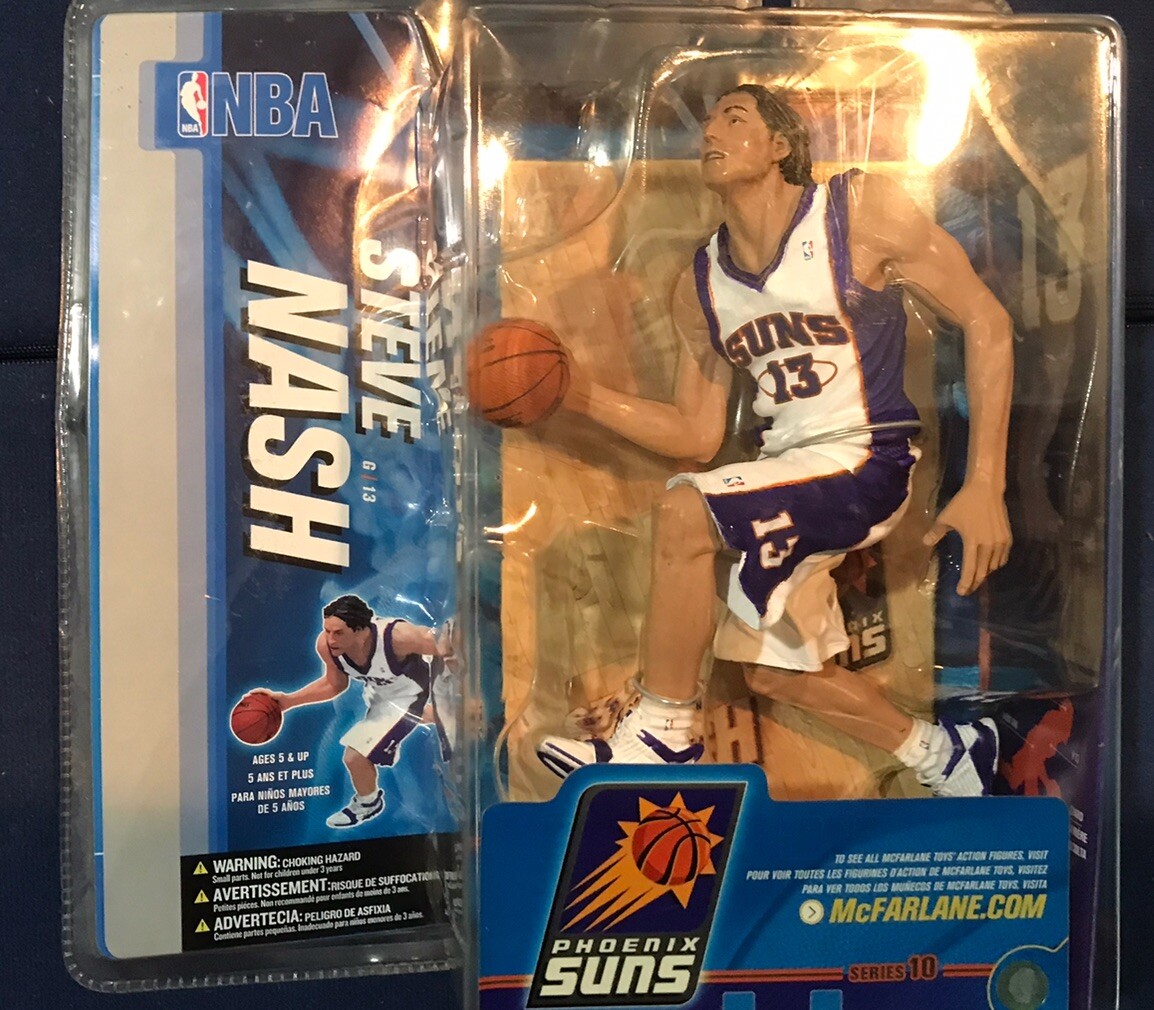 NBA
NBA
STEVE
NASH
G | 13
AGES 5 & UP
5 ANS ET PLUS
PARA NIÑOS MAYORES
DE 5 AÑOS
WARNING: CHOKING HAZARD
Small parts. Not for children under 3 years
AVERTISSEMENT: RISQUE DE SUFFOCATION
Petites pièces. Non recommandé pour enfants de moins de 3 ans.
ADVERTECIA: PELIGRO DE ASFIXIA
Contiene partes pequeñas. Inadecuado para niños menores de 3 años.
13
SUNS
13
13
TO SEE ALL MCFARLANE TOYS' ACTION FIGURES, VISIT
POUR VOIR TOUTES LES FIGURINES D'ACTION DE MCFARLANE TOYS, VISITEZ
PARA VER TODOS LOS MUÑECOS DE MCFARLANE TOYS, VISITA
McFARLANE.COM
PHOENIX
SUNS
SERIES 10